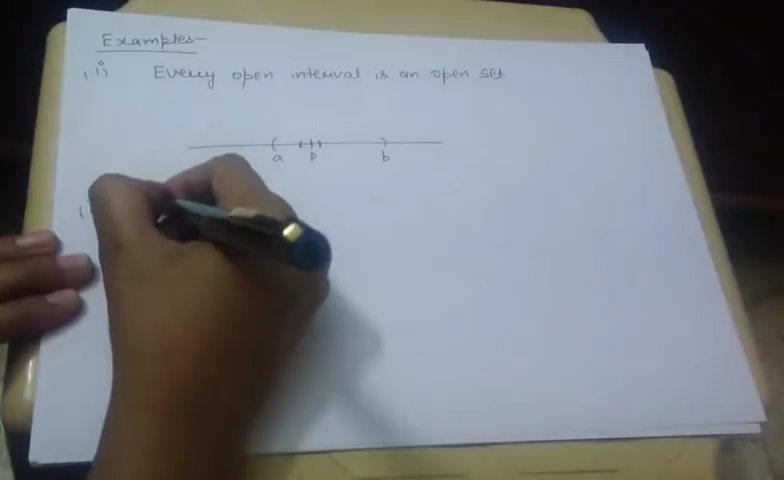 Examples-
(i) Every open interval is an open set
( )
a p b
(